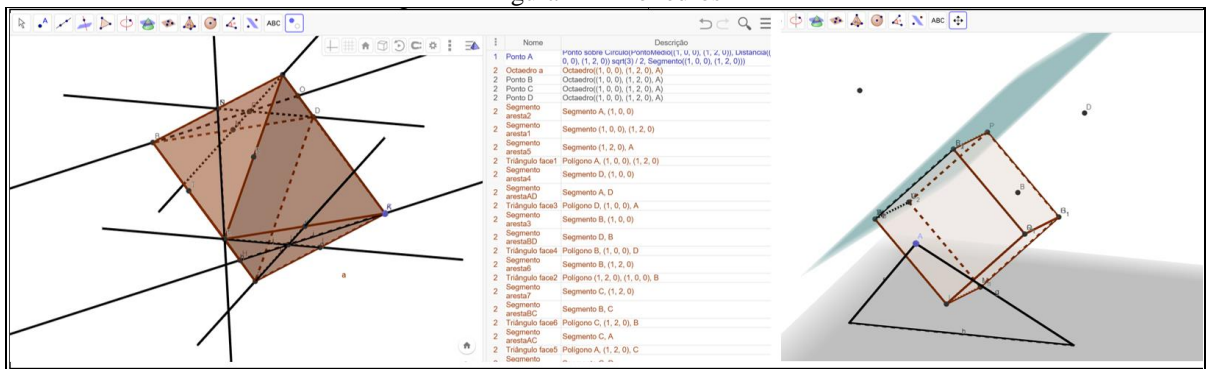 ABC
ABC
Nome Descrição
1 Ponto A Ponto sobre Círculo(PontoMédio((1, 0, 0), (1, 2, 0)), Distância((
0, 0), (1, 2, 0)) sqrt(3) / 2, Segmento((1, 0, 0), (1, 2, 0)))
2 Octaedro a Octaedro((1, 0, 0), (1, 2, 0), A)
2 Ponto B Octaedro((1, 0, 0), (1, 2, 0), A)
2 Ponto C Octaedro((1, 0, 0), (1, 2, 0), A)
2 Ponto D Octaedro((1, 0, 0), (1, 2, 0), A)
2 Segmento aresta2 Segmento A, (1, 0, 0)
2 Segmento aresta1 Segmento (1, 0, 0), (1, 2, 0)
2 Segmento aresta5 Segmento (1, 2, 0), A
2 Triângulo face1 Polígono A, (1, 0, 0), (1, 2, 0)
2 Segmento aresta4 Segmento D, (1, 0, 0)
2 Segmento arestaAD Segmento A, D
2 Triângulo face3 Polígono D, (1, 0, 0), A
2 Segmento aresta3 Segmento B, (1, 0, 0)
2 Segmento arestaBD Segmento D, B
2 Triângulo face4 Polígono B, (1, 0, 0), D
2 Segmento aresta6 Segmento B, (1, 2, 0)
2 Triângulo face2 Polígono (1, 2, 0), (1, 0, 0), B
2 Segmento aresta7 Segmento C, (1, 2, 0)
2 Segmento arestaBC Segmento B, C
2 Triângulo face6 Polígono C, (1, 2, 0), B
2 Segmento arestaAC Segmento C, A
2 Triângulo face5 Polígono A, (1, 2, 0), C
2 Segmento
O
D
a
D
P
B
B1
A
h